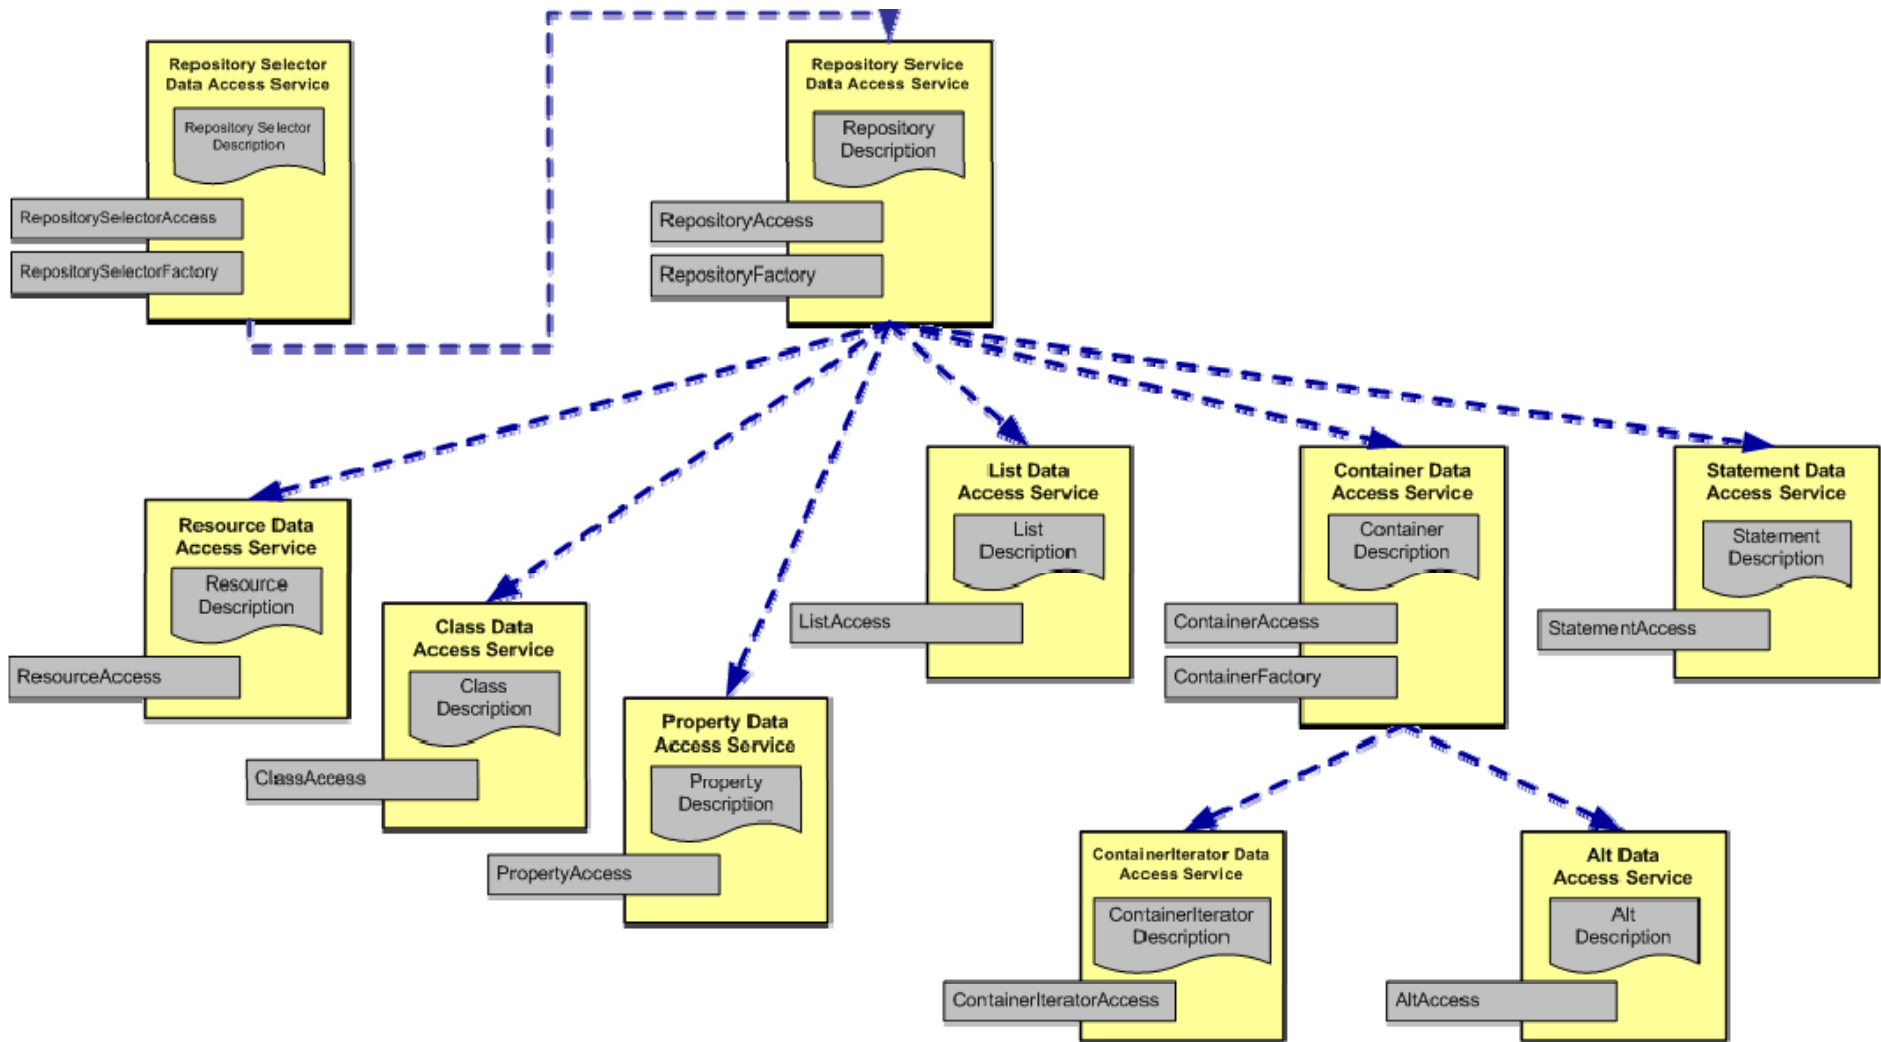 Repository Selector
Data Access Service
Repository Selector
Description
RepositorySelectorAccess
RepositorySelectorFactory
Repository Service
Data Access Service
Repository
Description
RepositoryAccess
RepositoryFactory
Resource Data
Access Service
Resource
Description
ResourceAccess
Class Data
Access Service
Class
Description
ClassAccess
Property Data
Access Service
Property
Description
PropertyAccess
List Data
Access Service
List
Description
ListAccess
Container Data
Access Service
Container
Description
ContainerAccess
ContainerFactory
Statement Data
Access Service
Statement
Description
StatementAccess
ContainerIterator Data
Access Service
ContainerIterator
Description
ContainerIteratorAccess
Alt Data
Access Service
Alt
Description
AltAccess